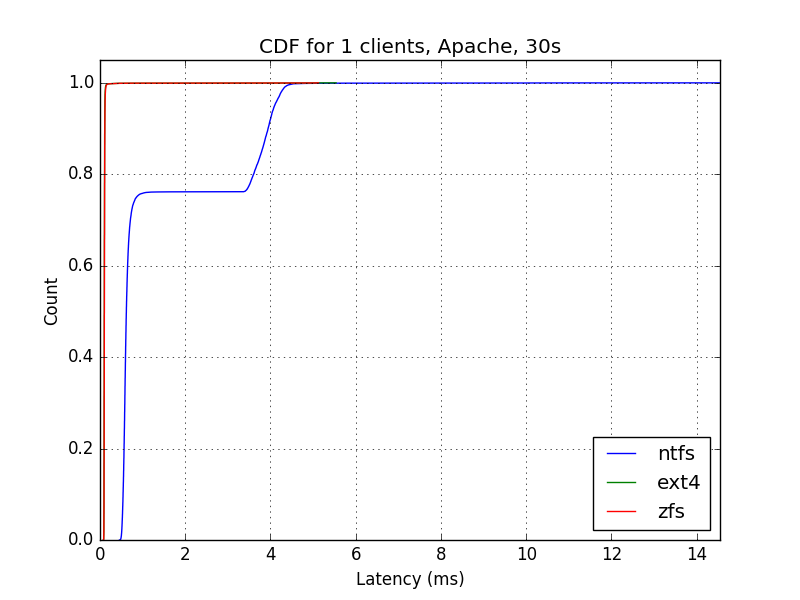 CDF for 1 clients, Apache, 30s
1.0
0.8
0.6
0.4
0.2
0.0
Count
0 2 4 6 8 10 12 14
Latency (ms)
ntfs
ext4
zfs